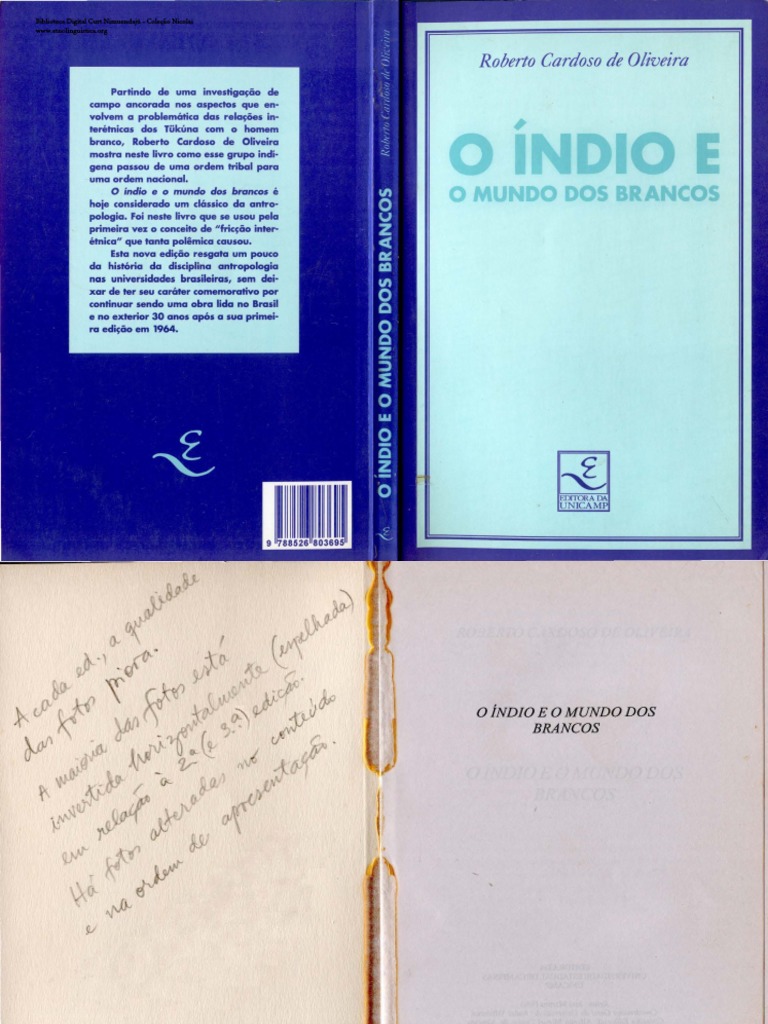 Biblioteca Digital Curt Nimuendajú - Coleção Nicolai
www.etnolinguistica.org
Partindo de uma investigação de
campo ancorada nos aspectos que en-
volvem a problemática das relações in-
terétnicas dos Tükúna com o homem
branco, Roberto Cardoso de Oliveira
mostra neste livro como esse grupo indí-
gena passou de uma ordem tribal para
uma ordem nacional.
O índio e o mundo dos brancos é
hoje considerado um clássico da antro-
pologia. Foi neste livro que se usou pela
primeira vez o conceito de “fricção inter-
étnica” que tanta polêmica causou.
Esta nova edição resgata um pouco
da história da disciplina antropologia
nas universidades brasileiras, sem dei-
xar de ter seu caráter comemorativo por
continuar sendo uma obra lida no Brasil
e no exterior 30 anos após a sua primei-
ra edição em 1964.
9 788526 803695
Roberto Cardoso de Oliveira
O ÍNDIO E O MUNDO DOS BRANCOS
Roberto Cardoso de Oliveira
O ÍNDIO E
O MUNDO DOS BRANCOS
EDITORA DA
UNICAMP
A cada ed., a qualidade
das fotos piora.
A maioria das fotos está
invertida horizontalmente (espelhada)
em relação à 2ª (e 3ª) edição.
Há fotos alteradas no conteúdo
e na ordem de apresentação.
ROBERTO CARDOSO DE OLIVEIRA
O ÍNDIO E O MUNDO DOS
BRANCOS
O ÍNDIO E O MUNDO DOS
BRANCOS